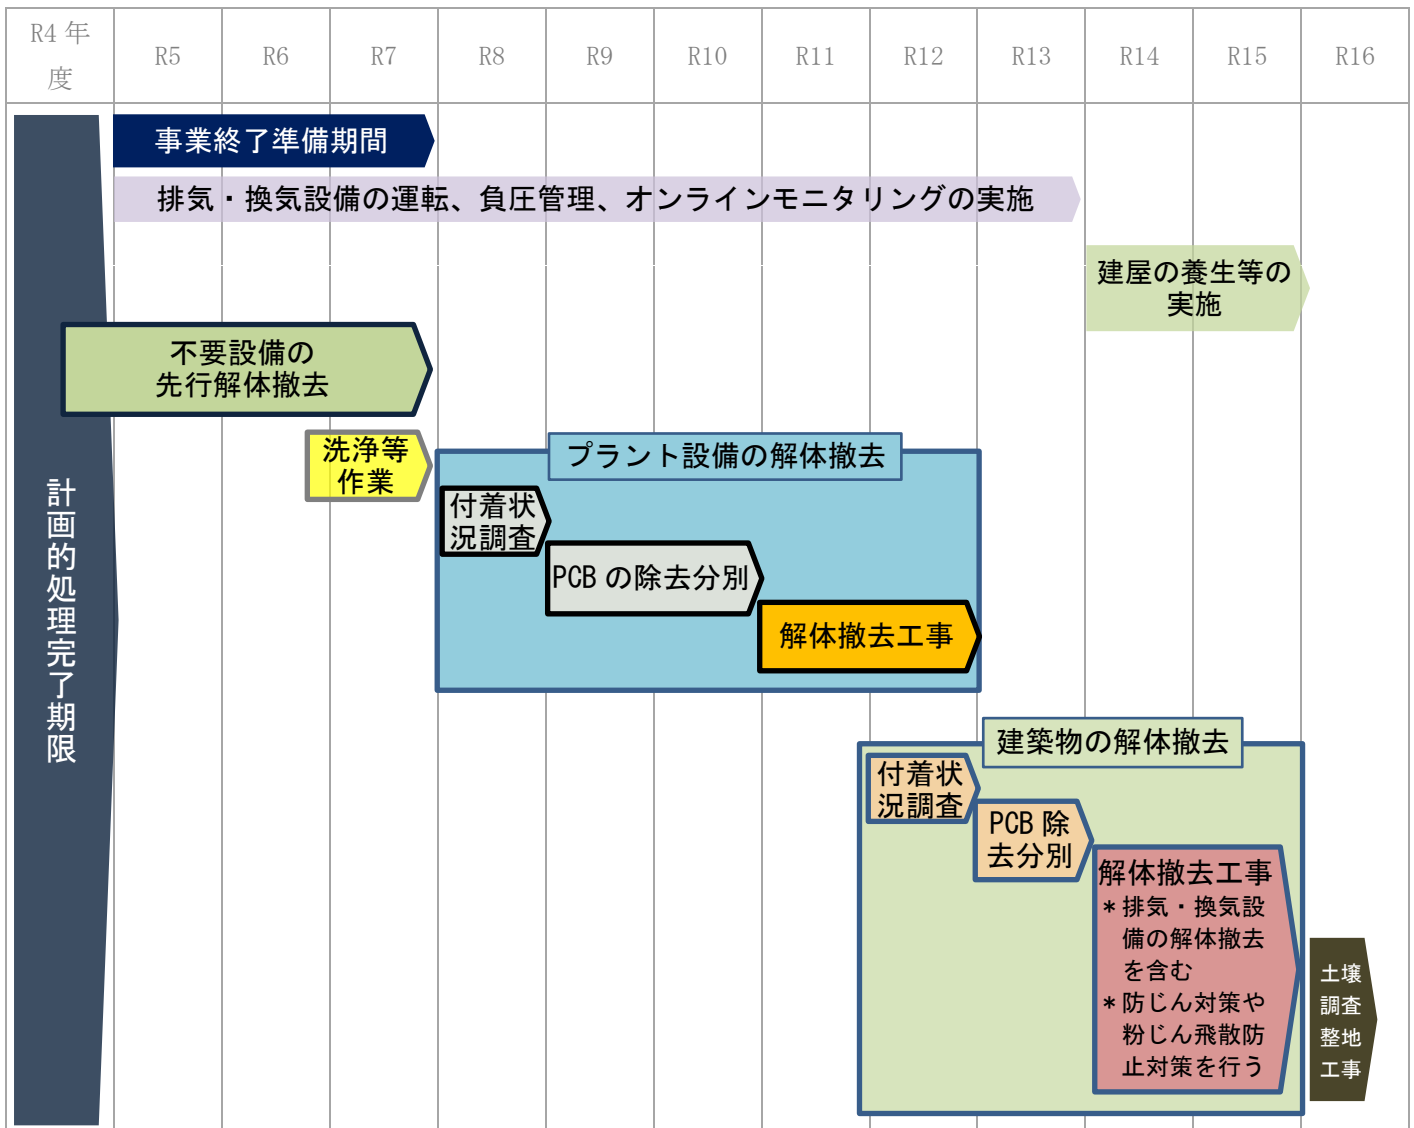 R4年
度
R5
R6
R7
R8
R9
R10
R11
R12
R13
R14
R15
R16
事業終了準備期間
排気・換気設備の運転、負圧管理、オンラインモニタリングの実施
建屋の養生等の
実施
不要設備の
先行解体撤去
洗浄等
作業
計画的処理完了期限
プラント設備の解体撤去
付着状
況調査
PCBの除去分別
解体撤去工事
建築物の解体撤去
付着状
況調査
PCB除
去分別
解体撤去工事
*排気・換気設
備の解体撤去
を含む
*防じん対策や
粉じん飛散防
止対策を行う
土壌
調査
整地
工事